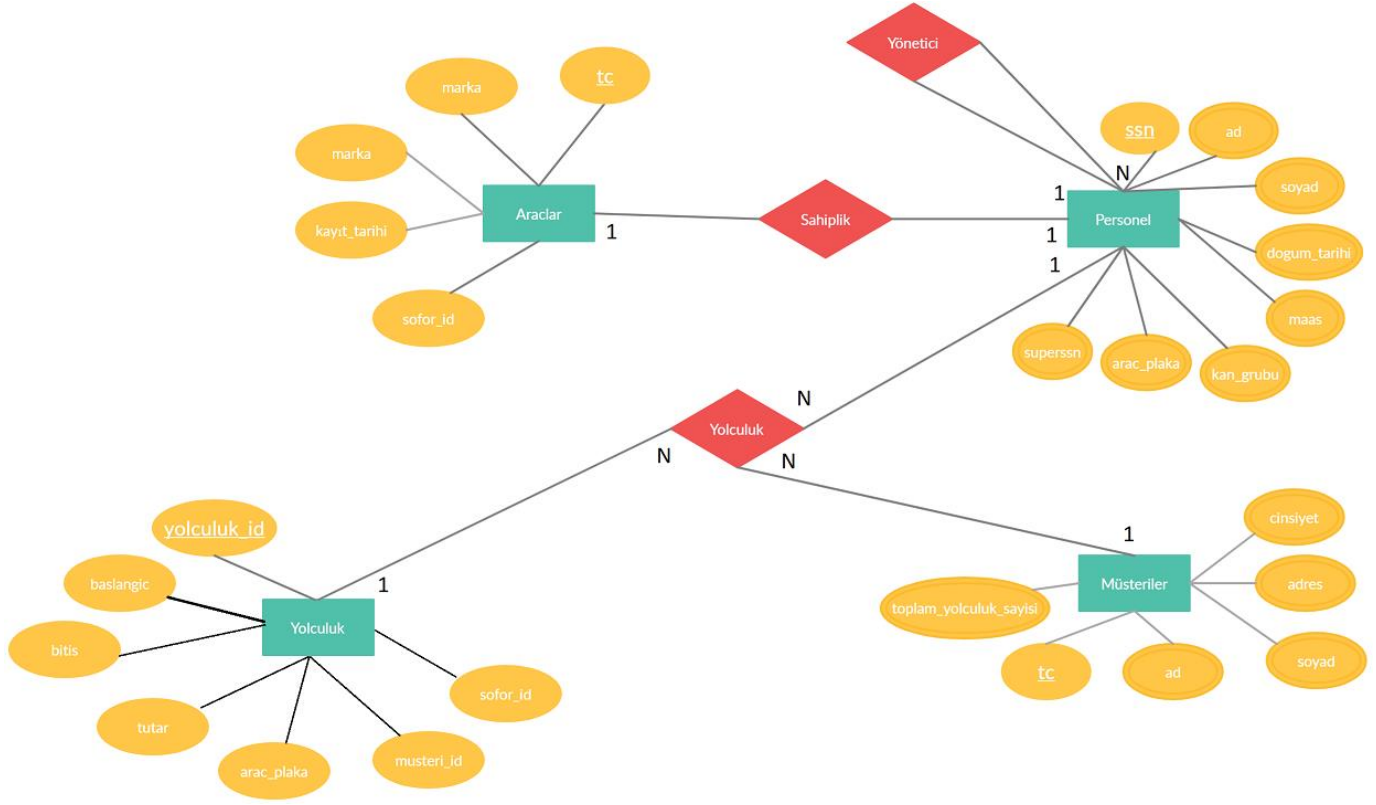 Yönetici
tc
marka
ssn
ad
marka
N
soyad
1
Araclar
Sahiplik
Personel
kayıt_tarihi
1
1
dogum_tarihi
1
sofor_id
maas
superssn
arac_plaka
kan_grubu
N
Yolculuk
N
N
cinsiyet
yolculuk_id
1
baslangic
1
Müsteriler
adres
toplam_yolculuk_sayisi
Yolculuk
bitis
soyad
tc
ad
sofor_id
tutar
musteri_id
arac_plaka